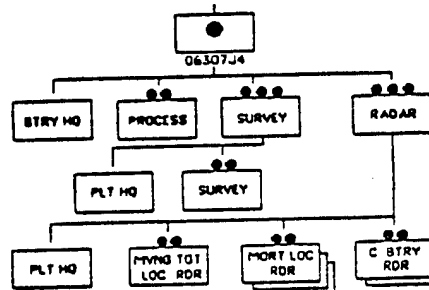 06307J4
BTRY HQ
PROCESS
SURVEY
RADAR
PLT HQ
SURVEY
PLT HQ
MVNG TGT
LOC RDR
MORT LOC
RDR
C BTRY
RDR